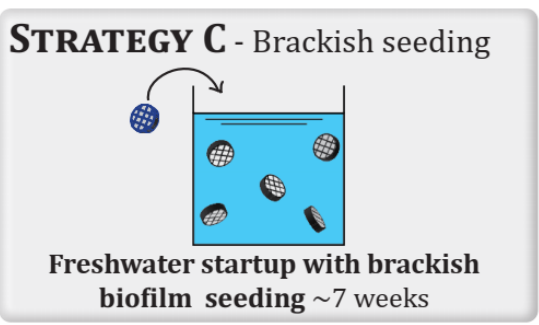 STRATEGY C - Brackish seeding
Freshwater startup with brackish
biofilm seeding ~7 weeks